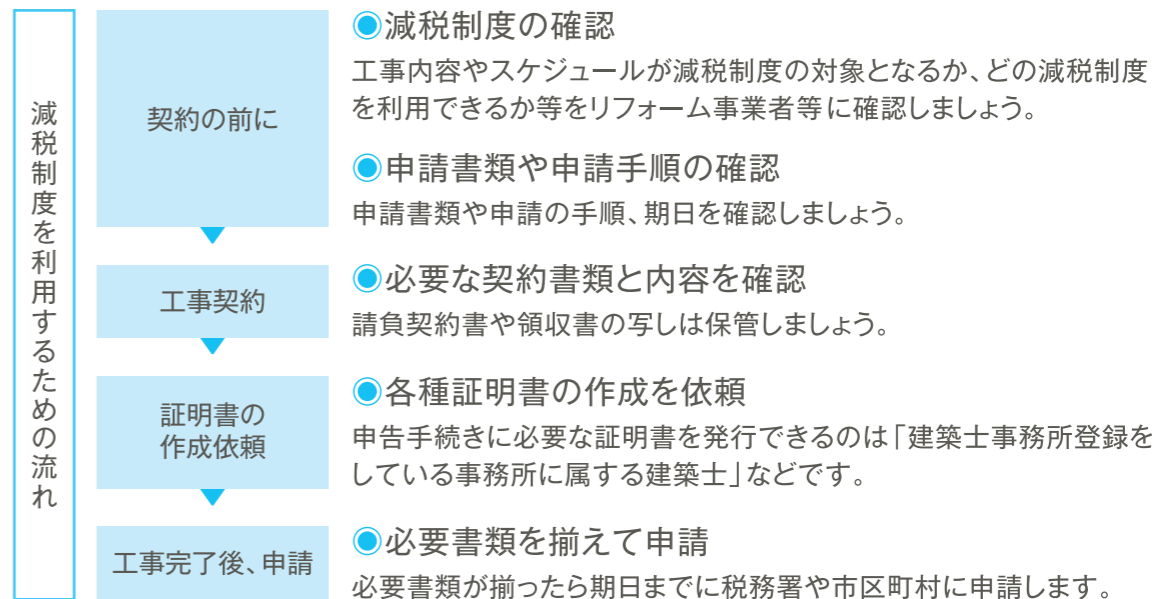 減税制度を利用するための流れ
契約の前に
◉減税制度の確認
工事内容やスケジュールが減税制度の対象となるか、どの減税制度
を利用できるか等をリフォーム事業者等に確認しましょう。
◉申請書類や申請手順の確認
申請書類や申請の手順、期日を確認しましょう。
工事契約
◉必要な契約書類と内容を確認
請負契約書や領収書の写しは保管しましょう。
証明書の
作成依頼
◉各種証明書の作成を依頼
申告手続きに必要な証明書を発行できるのは「建築士事務所登録を
している事務所に属する建築士」などです。
工事完了後、申請
◉必要書類を揃えて申請
必要書類が揃ったら期日までに税務署や市区町村に申請します。